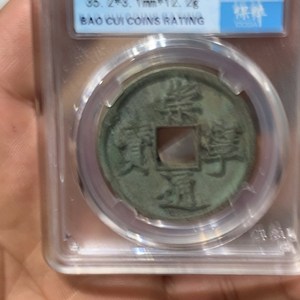 35.2*3.1mm*12.2g
BAO CUI COINS RATING
崇寧通寶